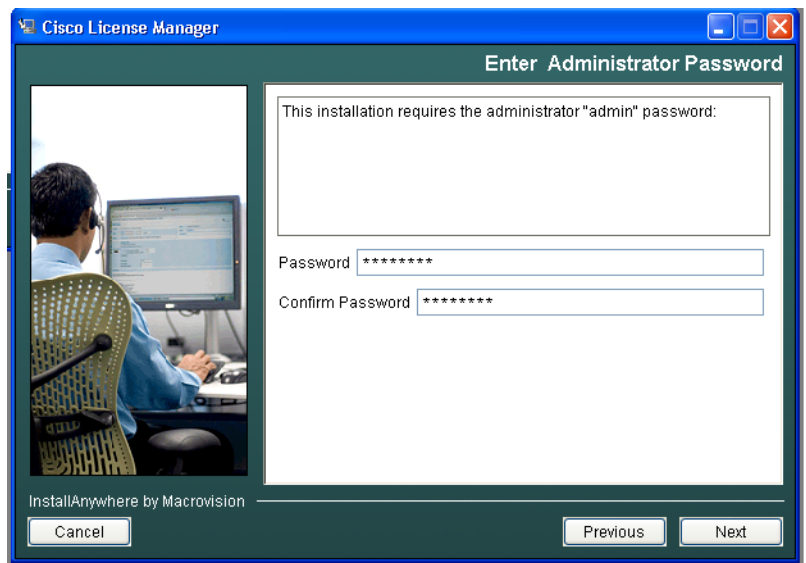 Cisco License Manager
Enter Administrator Password
This installation requires the administrator "admin" password:
Password ********
Confirm Password ********
InstallAnywhere by Macrovision
Cancel
Previous
Next